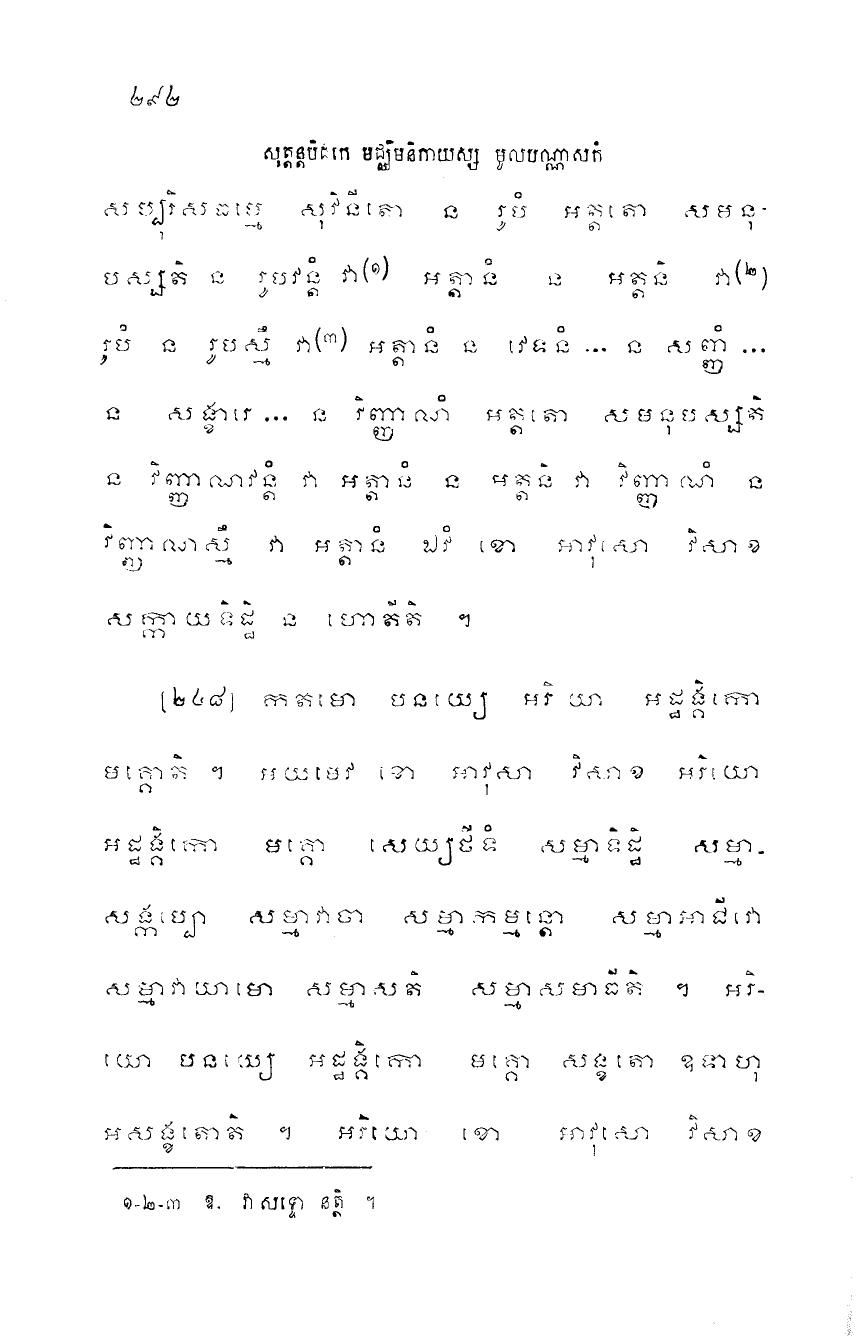 ២៩២
សុត្តន្តបិដកេ មជ្ឈិមនិកាយស្ស មូលបណ្ណាសកំ
សប្បុរិសធម្មេ សុវិនីតោ ន រូបំ អត្តតោ សមនុ-
បស្សតិ ន រូបវន្តំ វា(១) អត្តានំ ន អត្តនិ វា(២)
រូបំ ន រូបស្មឹ វា(៣) អត្តានំ ន វេទនំ ... ន សញ្ញំ ...
ន សង្ខារេ ... ន វិញ្ញាណំ អត្តតោ សមនុបស្សតិ
ន វិញ្ញាណវន្តំ វា អត្តានំ ន អត្តនិ វា វិញ្ញាណំ ន
វិញ្ញាណស្មឹ វា អត្តានំ ឯវំ ខោ អាវុសោ វិសាខ
សក្កាយទិដ្ឋិ ន ហោតីតិ ។
[២៤៨] កតមោ បនយ្យេ អរិយោ អដ្ឋង្គិកោ
មគ្គោតិ ។ អយមេវ ខោ អាវុសោ វិសាខ អរិយោ
អដ្ឋង្គិកោ មគ្គោ សេយ្យថីទំ សម្មាទិដ្ឋិ សម្មា-
សង្កប្បោ សម្មាវាចា សម្មាកម្មន្តោ សម្មាអាជីវោ
សម្មាវាយាមោ សម្មាសតិ សម្មាសមាធីតិ ។ អរិ-
យោ បនយ្យេ អដ្ឋង្គិកោ មគ្គោ សង្ខតោ ឧទាហុ
អសង្ខតោតិ ។ អរិយោ ខោ អាវុសោ វិសាខ
១-២-៣ ឱ. វាសទ្ទោ នត្ថិ ។